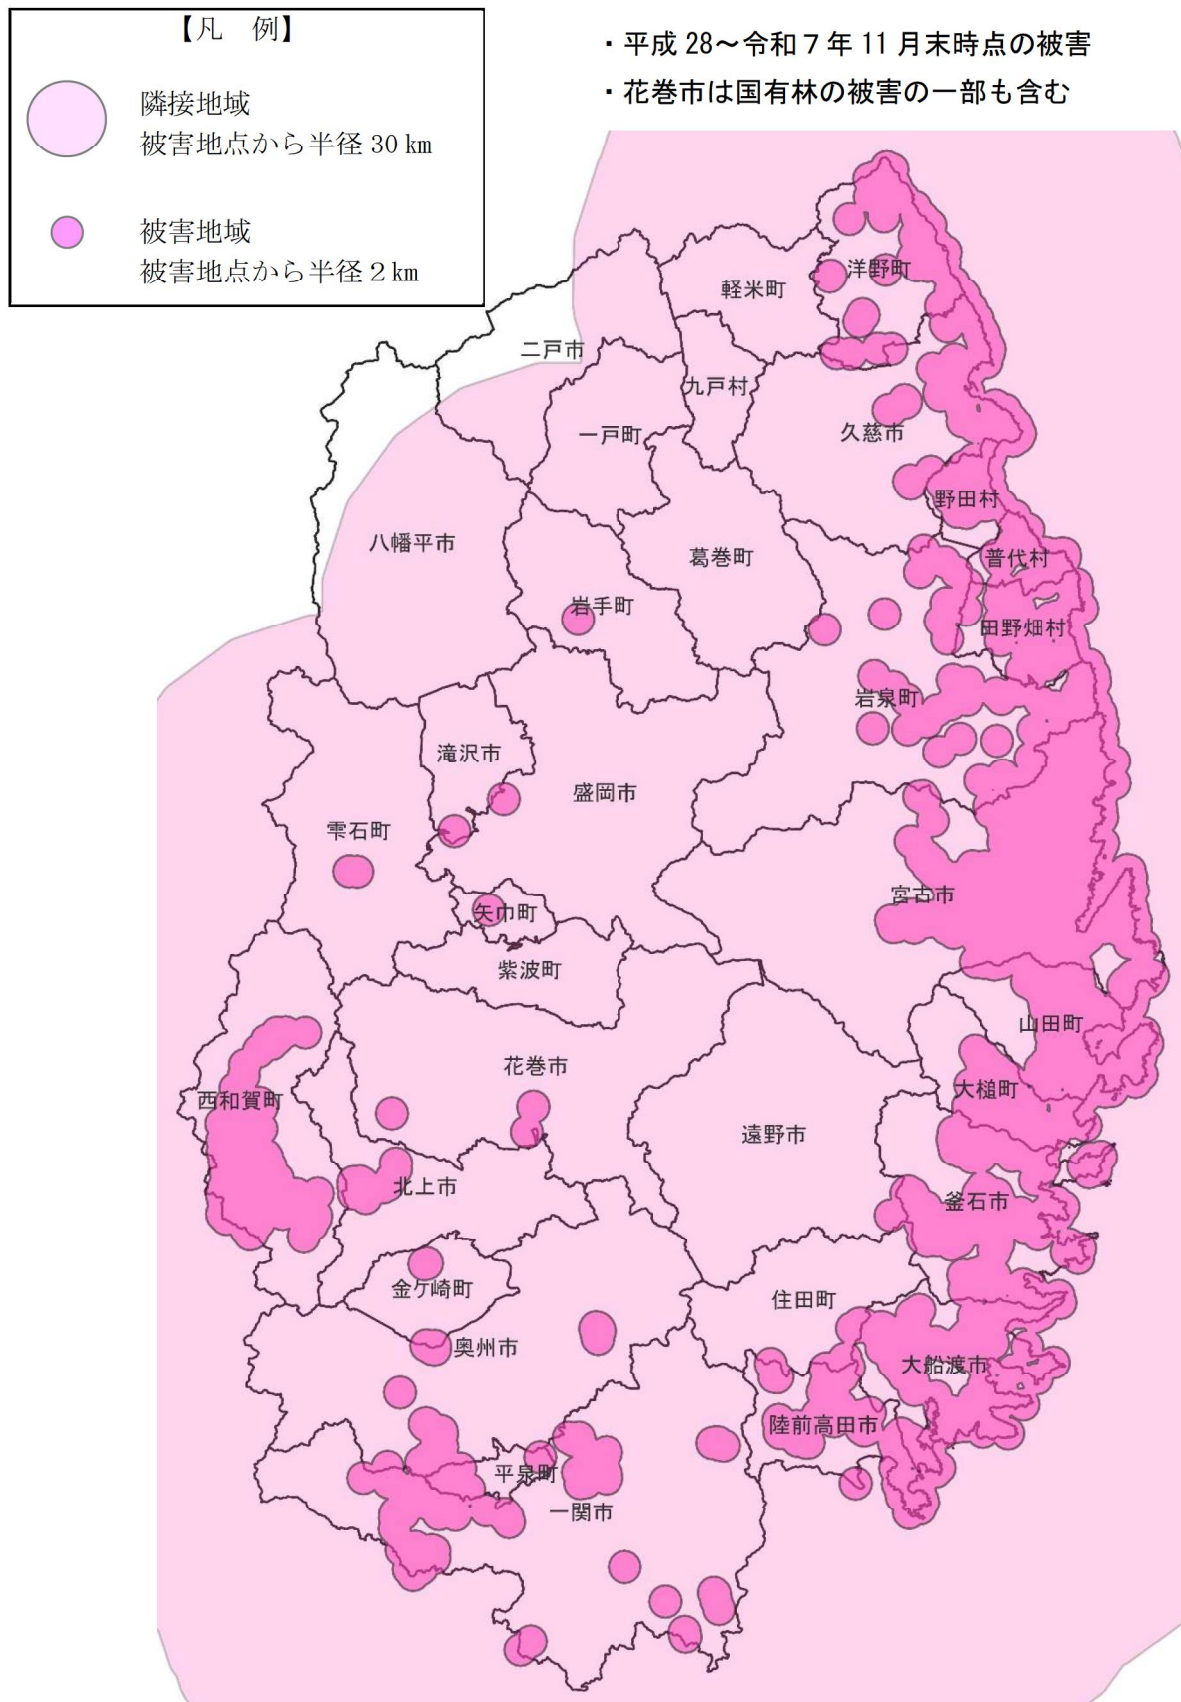 【凡　例】
隣接地域
被害地点から半径 30 km
被害地域
被害地点から半径２km
・平成 28～令和７年 11 月末時点の被害
・花巻市は国有林の被害の一部も含む
洋野町
軽米町
二戸市
九戸村
一戸町
久慈市
野田村
八幡平市
葛巻町
普代村
岩手町
田野畑村
岩泉町
滝沢市
盛岡市
雫石町
宮古市
矢巾町
紫波町
山田町
花巻市
大槌町
西和賀町
遠野市
北上市
釜石市
金ケ崎町
住田町
奥州市
大船渡市
陸前高田市
平泉町
一関市